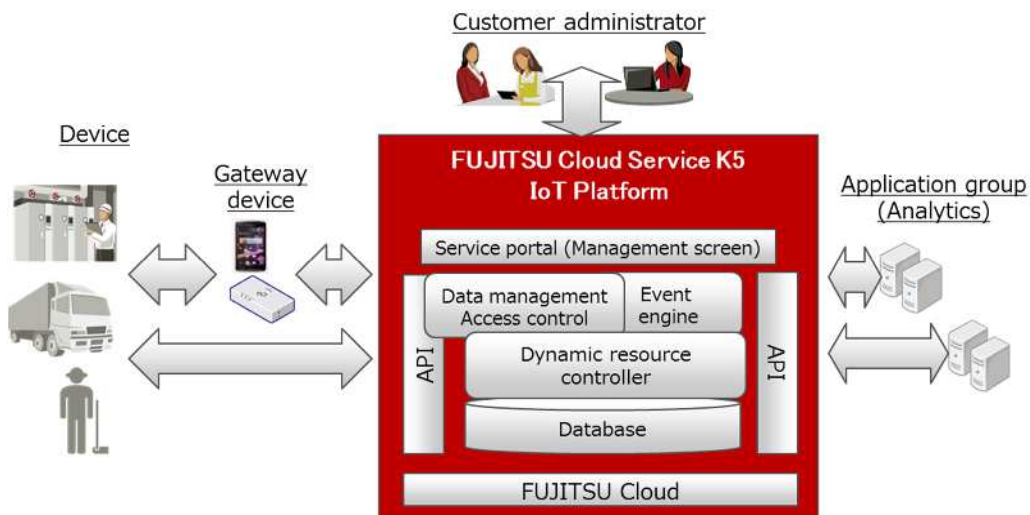 Customer administrator
Device
Gateway
device
FUJITSU Cloud Service K5
IoT Platform
Application group
(Analytics)
Service portal (Management screen)
API
Data management
Access control
Event
engine
Dynamic resource
controller
Database
API
FUJITSU Cloud